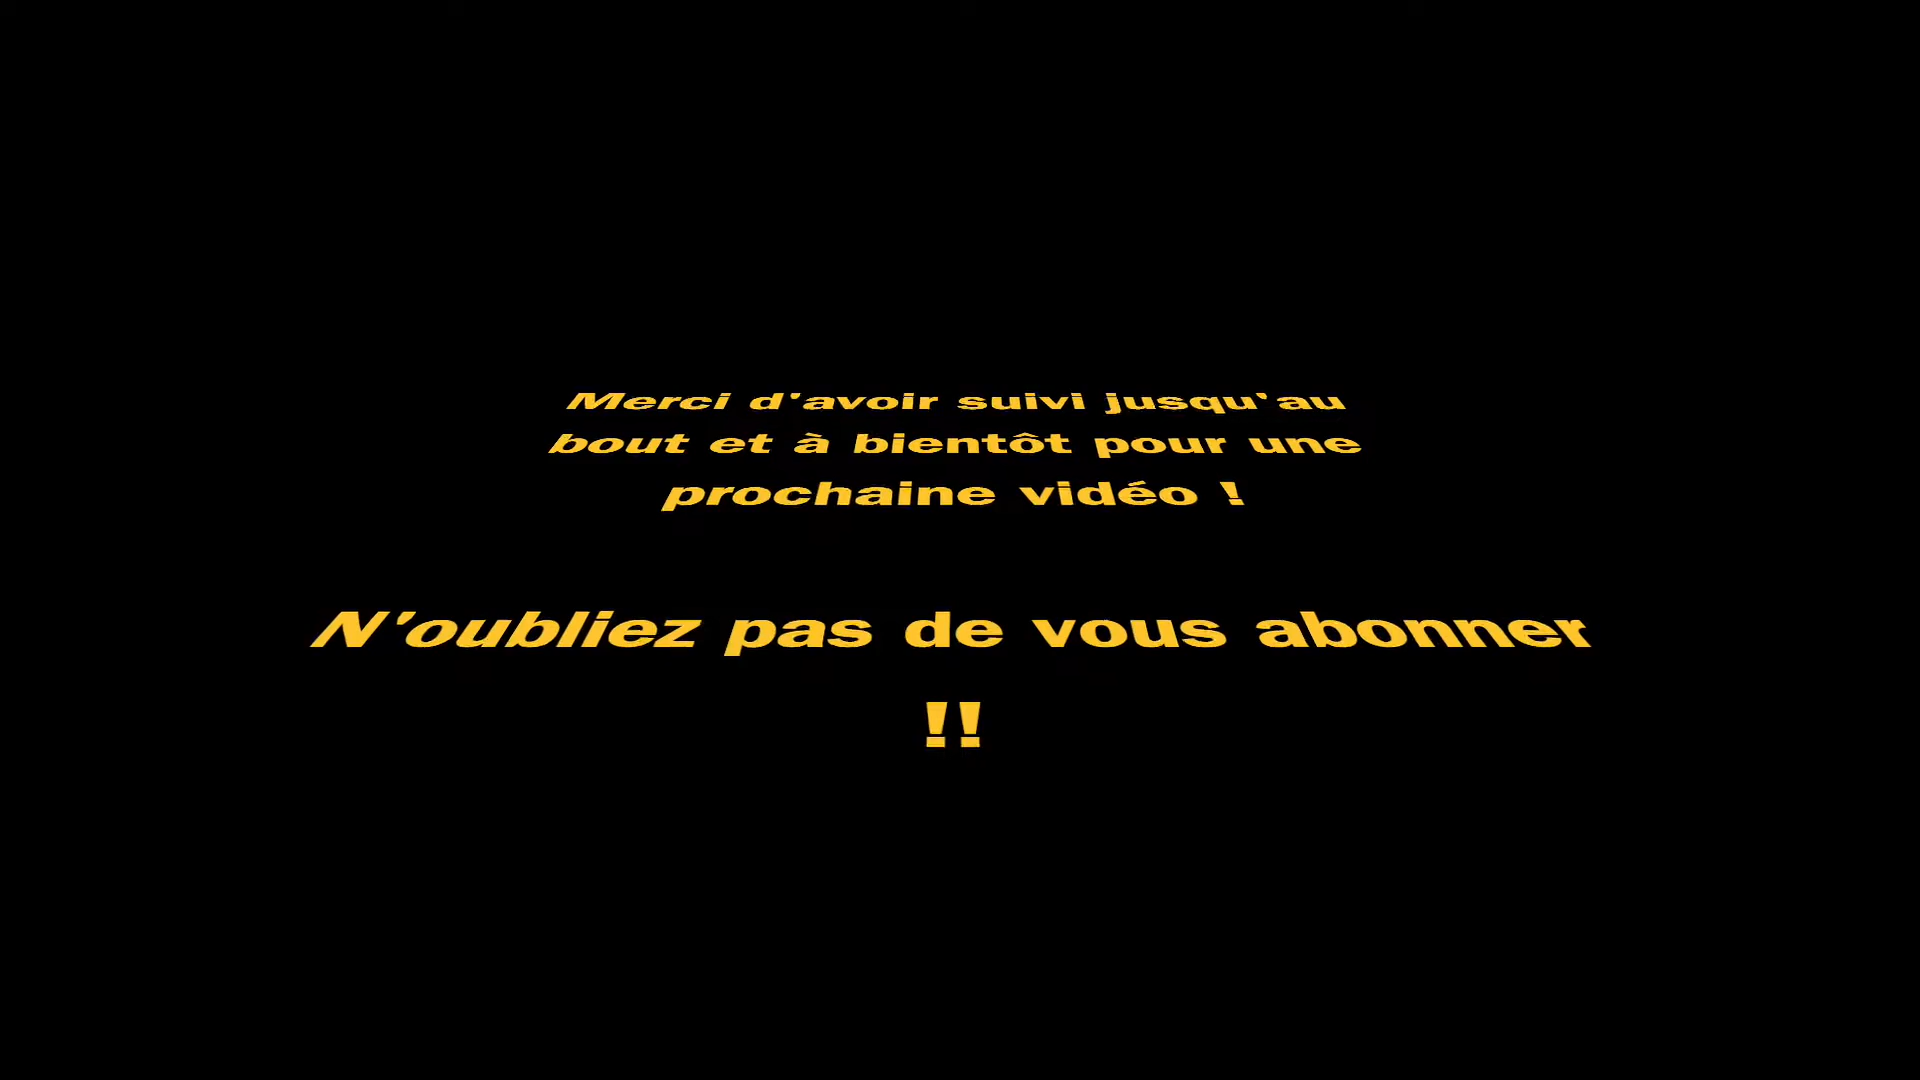 Merci d'avoir suivi jusqu'au
bout et à bientôt pour une
prochaine vidéo !
N'oubliez pas de vous abonner
!!